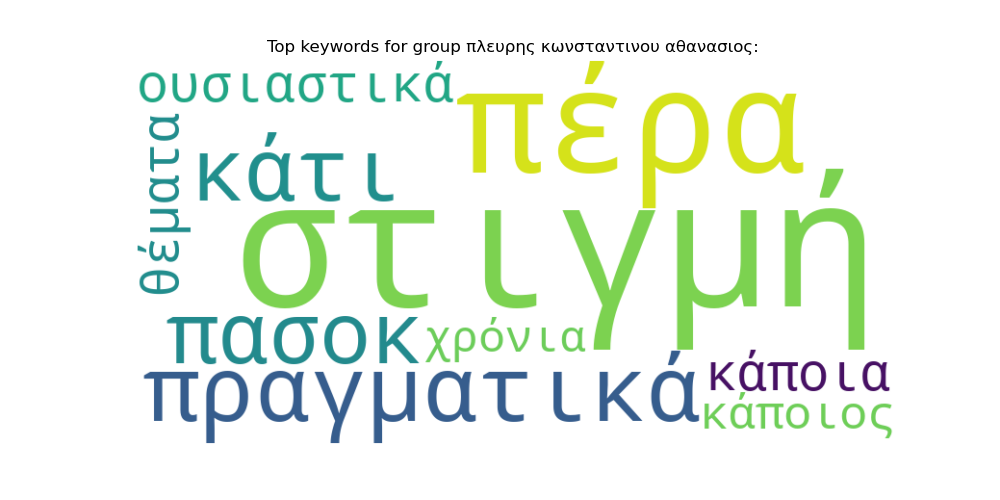 Top keywords for group πλευρης κωνσταντινου αθανασιος:
ουσιαστικά
πέρα
θέματα
κάτι
στιγμή
πασοκ
χρόνια
πραγματικά
κάποια
κάποιος